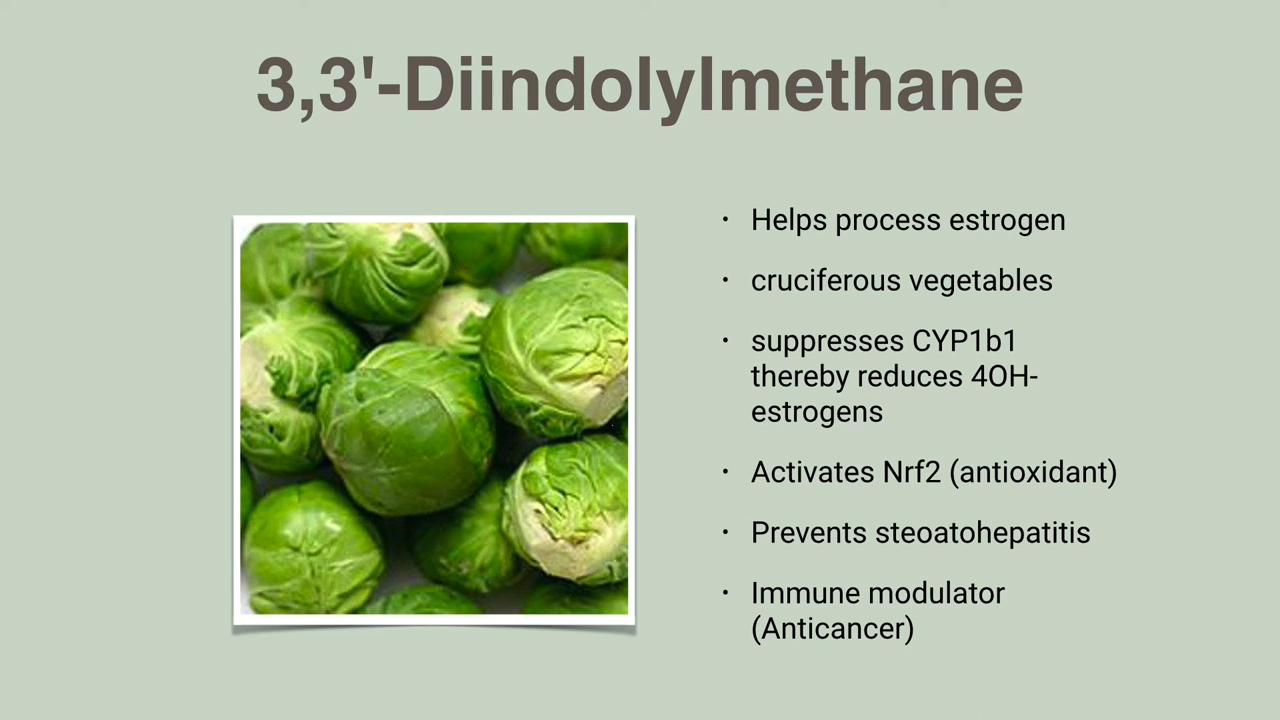 3,3'-Diindolylmethane
• Helps process estrogen
• cruciferous vegetables
• suppresses CYP1b1
thereby reduces 4OH-
estrogens
• Activates Nrf2 (antioxidant)
• Prevents steoatohepatitis
• Immune modulator
(Anticancer)